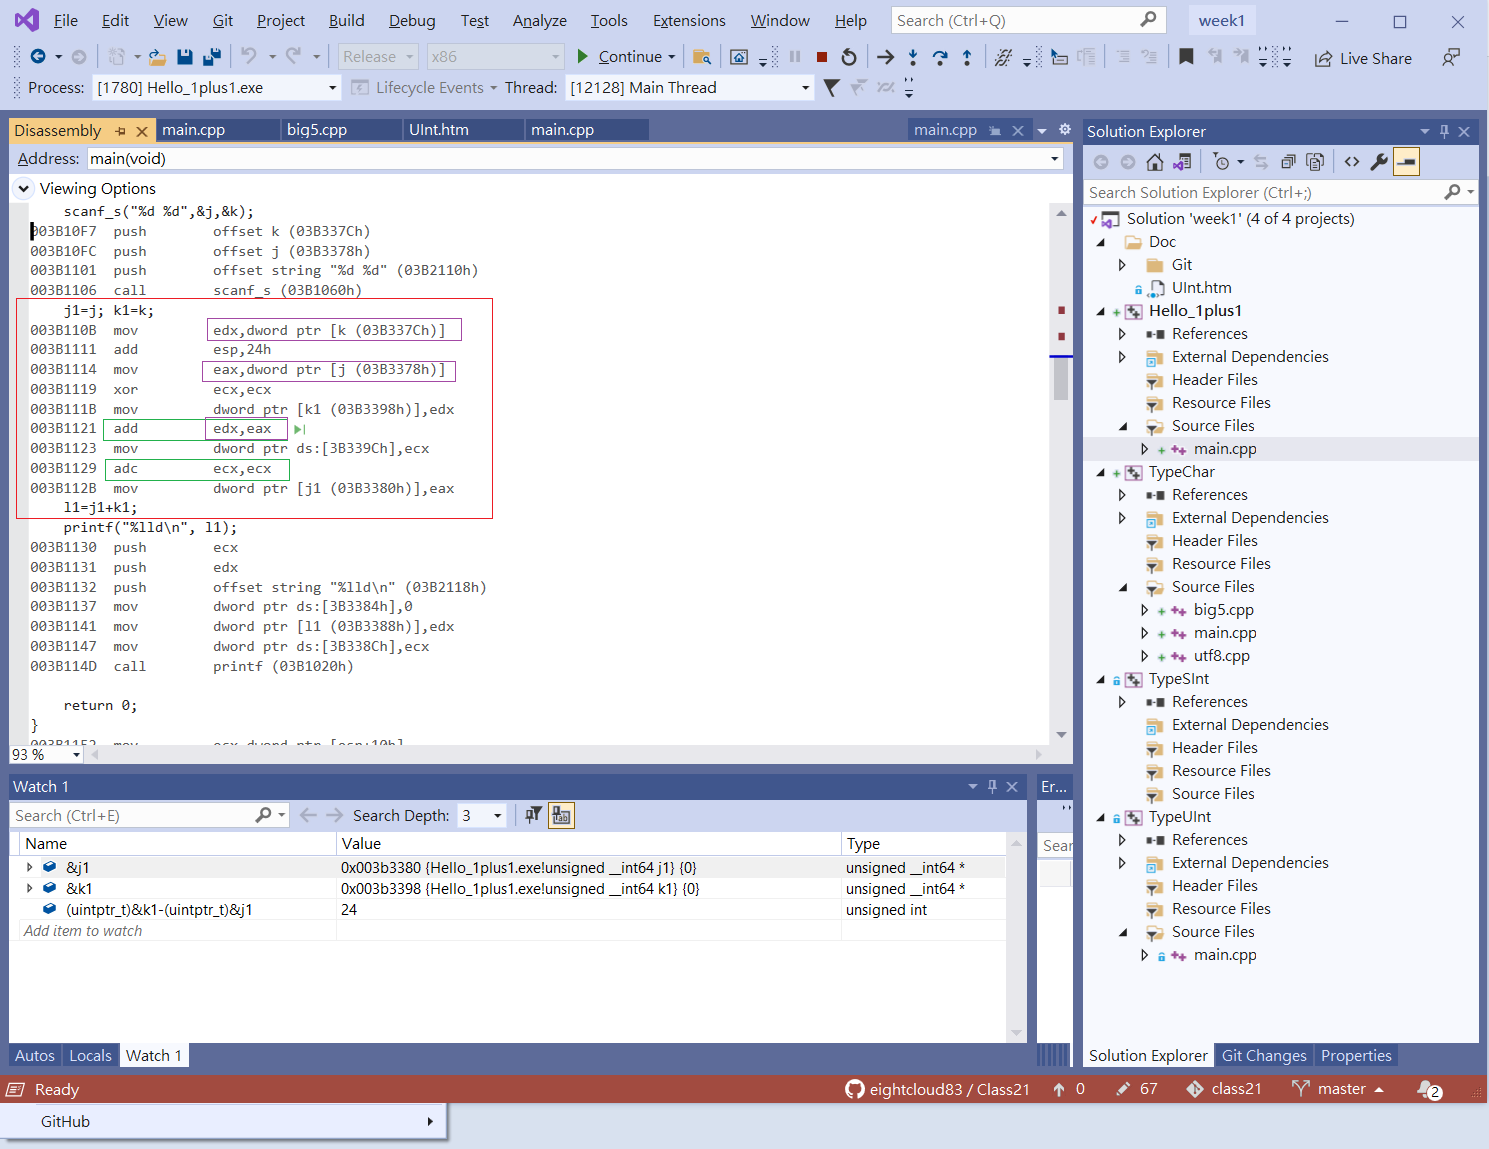 File Edit View Git Project Build Debug Test Analyze Tools Extensions Window Help Search (Ctrl+Q) week1
Release x86 Continue Live Share
Process: [1780] Hello_1plus1.exe Lifecycle Events Thread: [12128] Main Thread
Disassembly main.cpp big5.cpp UInt.htm main.cpp main.cpp
Address: main(void)
Viewing Options
scanf_s("%d %d",&j,&k);
003B10F7 push offset k (03B337Ch)
003B10FC push offset j (03B3378h)
003B1101 push offset string "%d %d" (03B2110h)
003B1106 call scanf_s (03B1060h)
j1=j; k1=k;
003B110B mov edx,dword ptr [k (03B337Ch)]
003B1111 add esp,24h
003B1114 mov eax,dword ptr [j (03B3378h)]
003B1119 xor ecx,ecx
003B111B mov dword ptr [k1 (03B3398h)],edx
003B1121 add edx,eax
003B1123 mov dword ptr ds:[3B339Ch],ecx
003B1129 adc ecx,ecx
003B112B mov dword ptr [j1 (03B3380h)],eax
l1=j1+k1;
printf("%lld\n", l1);
003B1130 push ecx
003B1131 push edx
003B1132 push offset string "%lld\n" (03B2118h)
003B1137 mov dword ptr ds:[3B3384h],0
003B1141 mov dword ptr [l1 (03B3388h)],edx
003B1147 mov dword ptr ds:[3B338Ch],ecx
003B114D call printf (03B1020h)
return 0;
}
93 %
Watch 1
Search (Ctrl+E) Search Depth: 3
Name Value Type
&j1 0x003b3380 {Hello_1plus1.exe!unsigned __int64 j1} {0} unsigned __int64 *
&k1 0x003b3398 {Hello_1plus1.exe!unsigned __int64 k1} {0} unsigned __int64 *
(uintptr_t)&k1-(uintptr_t)&j1 24 unsigned int
Add item to watch
Autos Locals Watch 1
Er...
Sear
Solution Explorer
Search Solution Explorer (Ctrl+;)
Solution 'week1' (4 of 4 projects)
Doc
Git
UInt.htm
Hello_1plus1
References
External Dependencies
Header Files
Resource Files
Source Files
main.cpp
TypeChar
References
External Dependencies
Header Files
Resource Files
Source Files
big5.cpp
main.cpp
utf8.cpp
TypeSInt
References
External Dependencies
Header Files
Resource Files
Source Files
TypeUInt
References
External Dependencies
Header Files
Resource Files
Source Files
main.cpp
Solution Explorer Git Changes Properties
Ready eightcloud83 / Class21 0 67 class21 master 2
GitHub